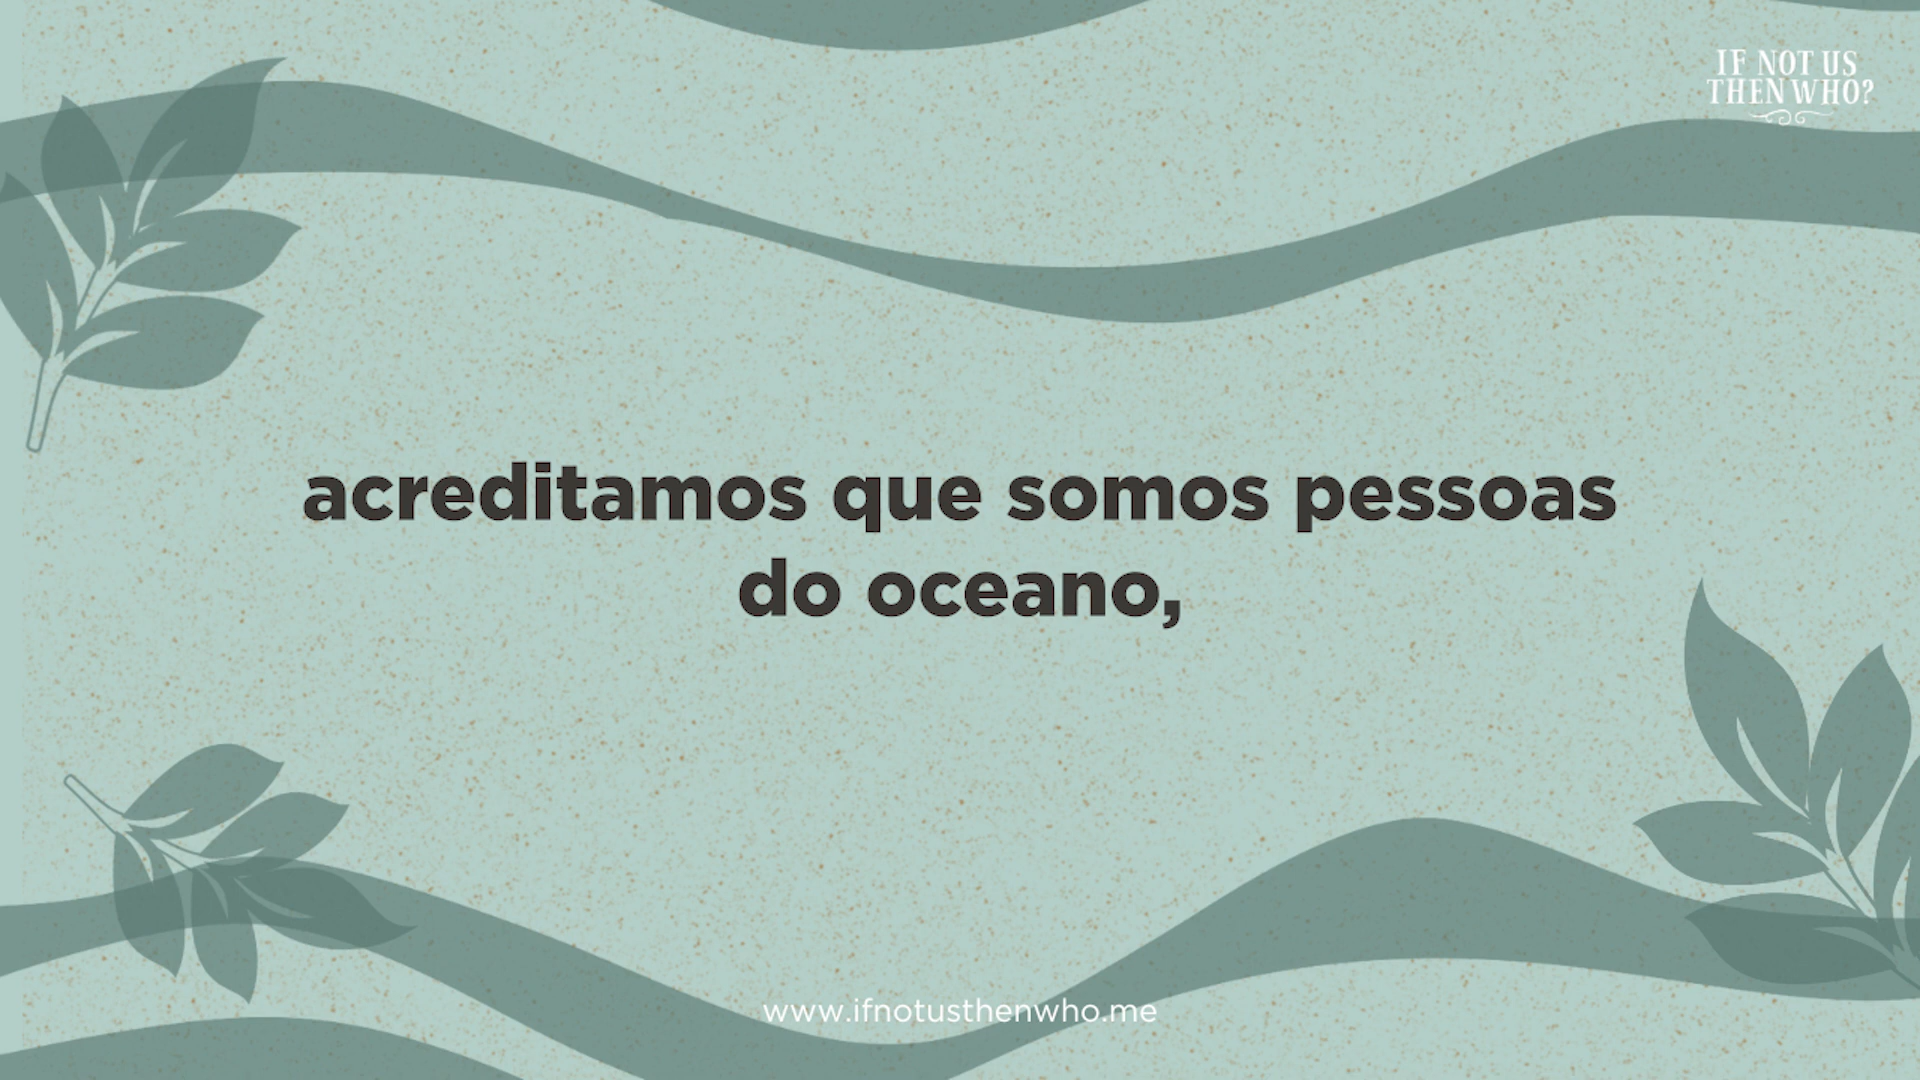 IF NOT US
THEN WHO?
acreditamos que somos pessoas
do oceano,
www.ifnotusthenwho.me